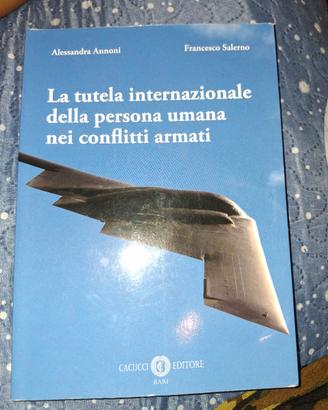 Alessandra Annoni
Francesco Salerno
La tutela internazionale
della persona umana
nei conflitti armati
CACUCCI EDITORE
BARI